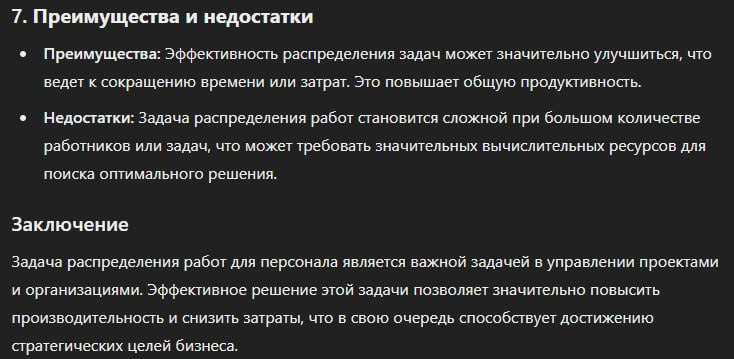 7. Преимущества и недостатки
• Преимущества: Эффективность распределения задач может значительно улучшиться, что
ведет к сокращению времени или затрат. Это повышает общую продуктивность.
• Недостатки: Задача распределения работ становится сложной при большом количестве
работников или задач, что может требовать значительных вычислительных ресурсов для
поиска оптимального решения.
Заключение
Задача распределения работ для персонала является важной задачей в управлении проектами
и организациями. Эффективное решение этой задачи позволяет значительно повысить
производительность и снизить затраты, что в свою очередь способствует достижению
стратегических целей бизнеса.